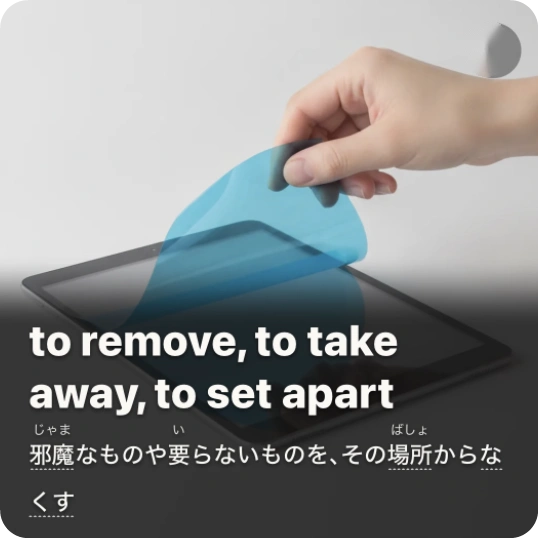 to remove, to take
away, to set apart
じゃま い ばしょ
邪魔なものや要らないものを、その場所からな
くす